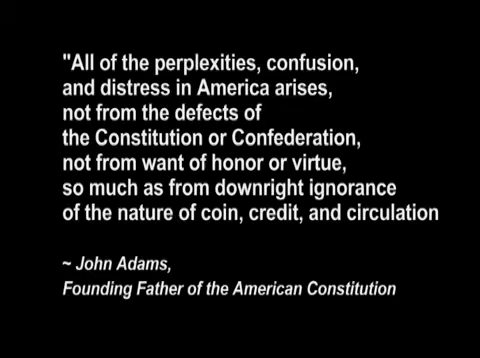 "All of the perplexities, confusion,
and distress in America arises,
not from the defects of
the Constitution or Confederation,
not from want of honor or virtue,
so much as from downright ignorance
of the nature of coin, credit, and circulation
~ John Adams,
Founding Father of the American Constitution